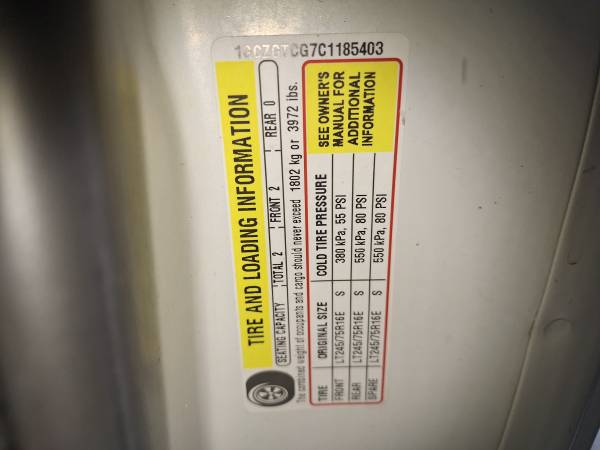 1GCZGTCG7C1185403
TIRE AND LOADING INFORMATION
SEATING CAPACITY TOTAL 2 FRONT 2 REAR 0
The combined weight of occupants and cargo should never exceed 1802 kg or 3972 lbs.
TIRE ORIGINAL SIZE COLD TIRE PRESSURE
FRONT LT245/75R16E S 380 kPa, 55 PSI
REAR LT245/75R16E S 550 kPa, 80 PSI
SPARE LT245/75R16E S 550 kPa, 80 PSI
SEE OWNER'S
MANUAL FOR
ADDITIONAL
INFORMATION